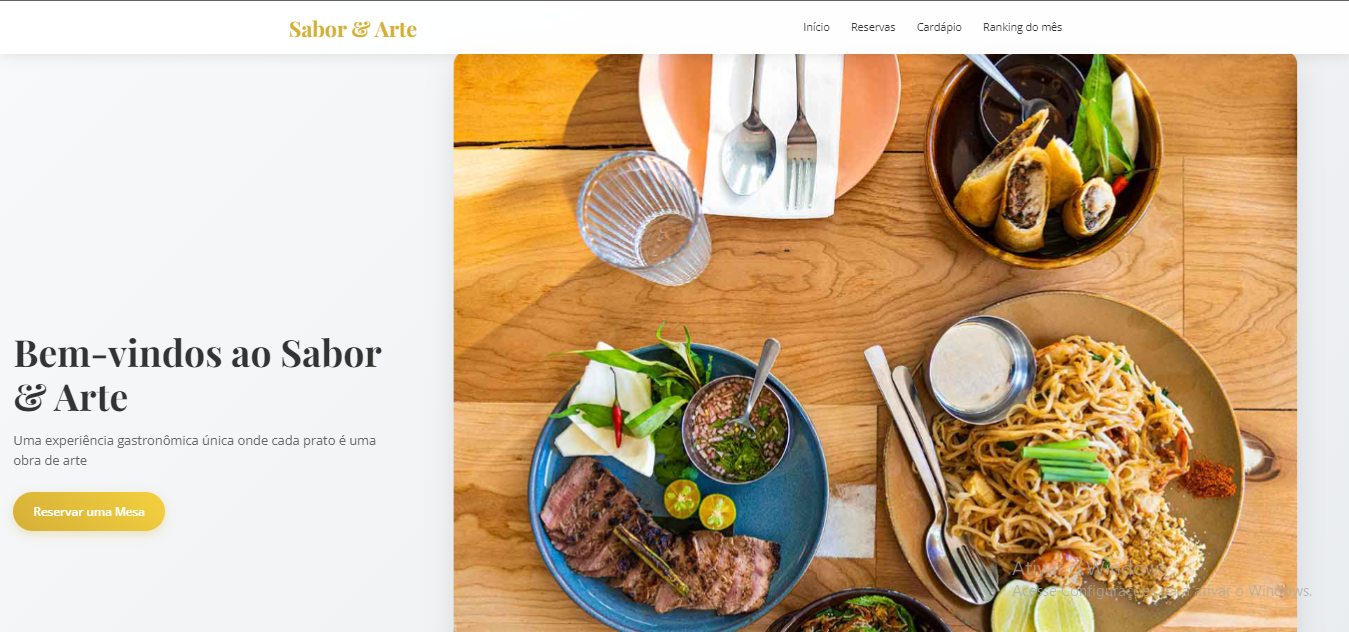 Sabor & Arte
Início Reservas Cardápio Ranking do mês
Bem-vindos ao Sabor
& Arte
Uma experiência gastronômica única onde cada prato é uma
obra de arte
Reservar uma Mesa
Ativar o Windows
Acesse Configurações para ativar o Windows.